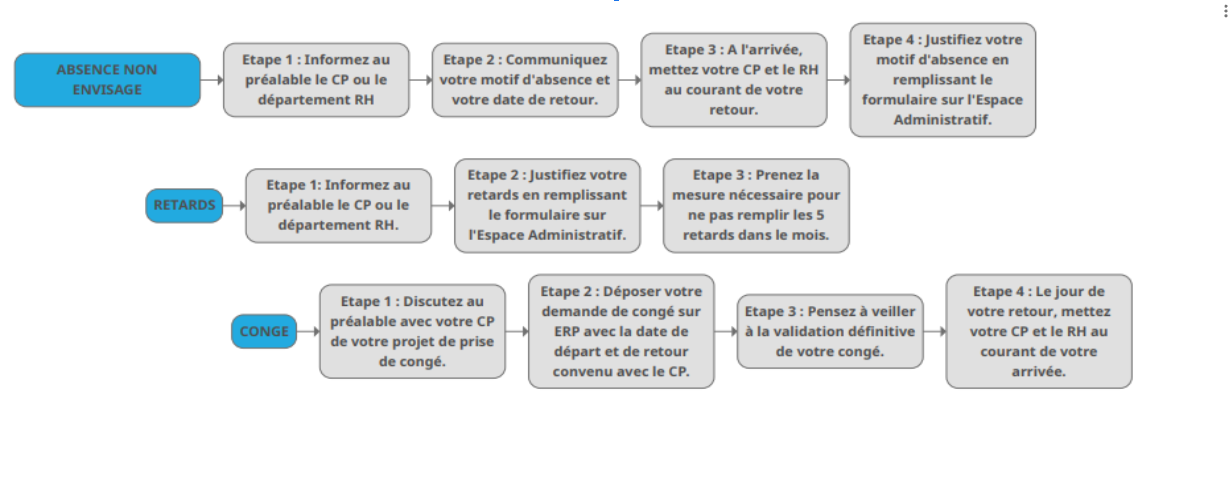 ABSENCE NON
ENVISAGE
Etape 1 : Informez au
préalable le CP ou le
département RH
Etape 2 : Communiquez
votre motif d'absence et
votre date de retour.
Etape 3 : A l'arrivée,
mettez votre CP et le RH
au courant de votre
retour.
Etape 4 : Justifiez votre
motif d'absence en
remplissant le
formulaire sur l'Espace
Administratif.
RETARDS
Etape 1: Informez au
préalable le CP ou le
département RH.
Etape 2 : Justifiez votre
retards en remplissant
le formulaire sur
l'Espace Administratif.
Etape 3 : Prenez la
mesure nécessaire pour
ne pas remplir les 5
retards dans le mois.
CONGE
Etape 1 : Discutez au
préalable avec votre CP
de votre projet de prise
de congé.
Etape 2 : Déposer votre
demande de congé sur
ERP avec la date de
départ et de retour
convenu avec le CP.
Etape 3 : Pensez à veiller
à la validation définitive
de votre congé.
Etape 4 : Le jour de
votre retour, mettez
votre CP et le RH au
courant de votre
arrivée.